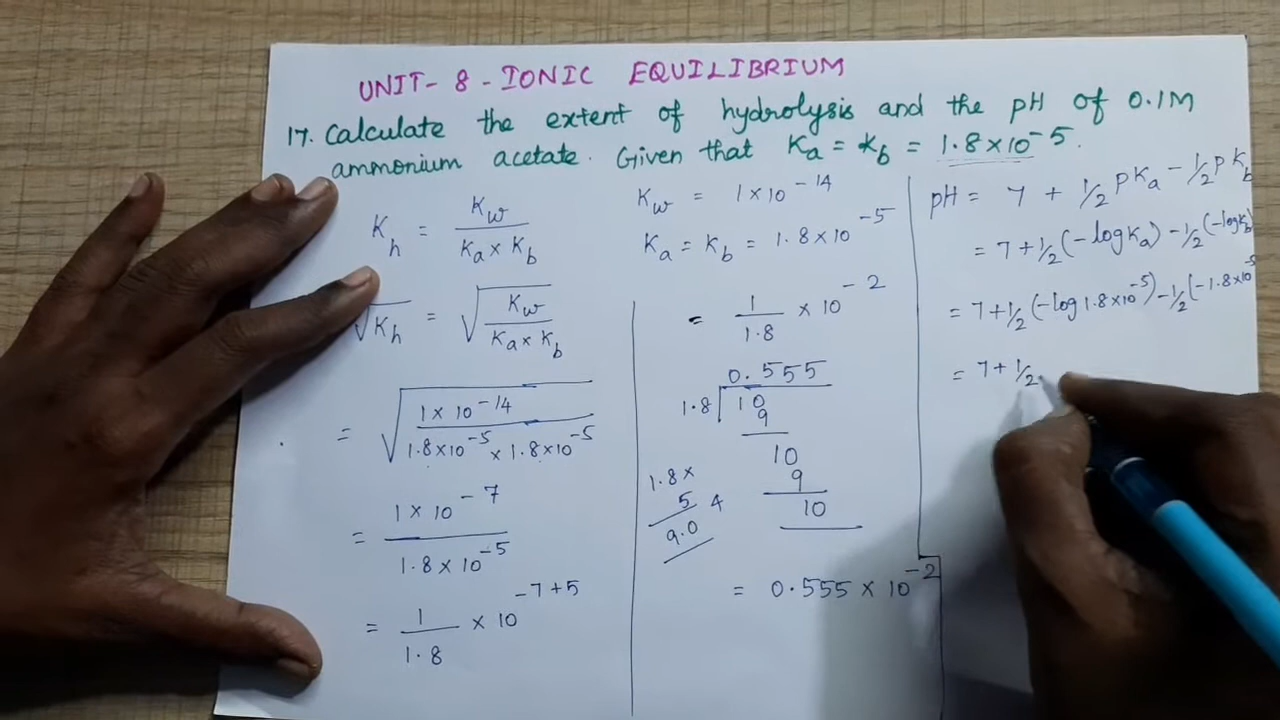 UNIT- 8 - IONIC EQUILIBRIUM
17. Calculate the extent of hydrolysis and the pH of 0.1M
ammonium acetate. Given that Ka = Kb = 1.8×10^-5.
Kh = Kw / Ka × Kb
√Kh = √(Kw / Ka × Kb)
= √(1×10^-14 / 1.8×10^-5 × 1.8×10^-5)
= 1×10^-7 / 1.8×10^-5
= 1 / 1.8 × 10^-7+5
Kw = 1×10^-14
Ka = Kb = 1.8×10^-5
= 1 / 1.8 × 10^-2
0.555
1.8 10
9
10
9
10
1.8×
5 4
9.0
= 0.555 × 10^-2
pH = 7 + 1/2 pKa - 1/2 pKb
= 7 + 1/2 (-log Ka) - 1/2 (-log Kb)
= 7 + 1/2 (-log 1.8×10^-5) - 1/2 (-1.8×10^-5
= 7 + 1/2